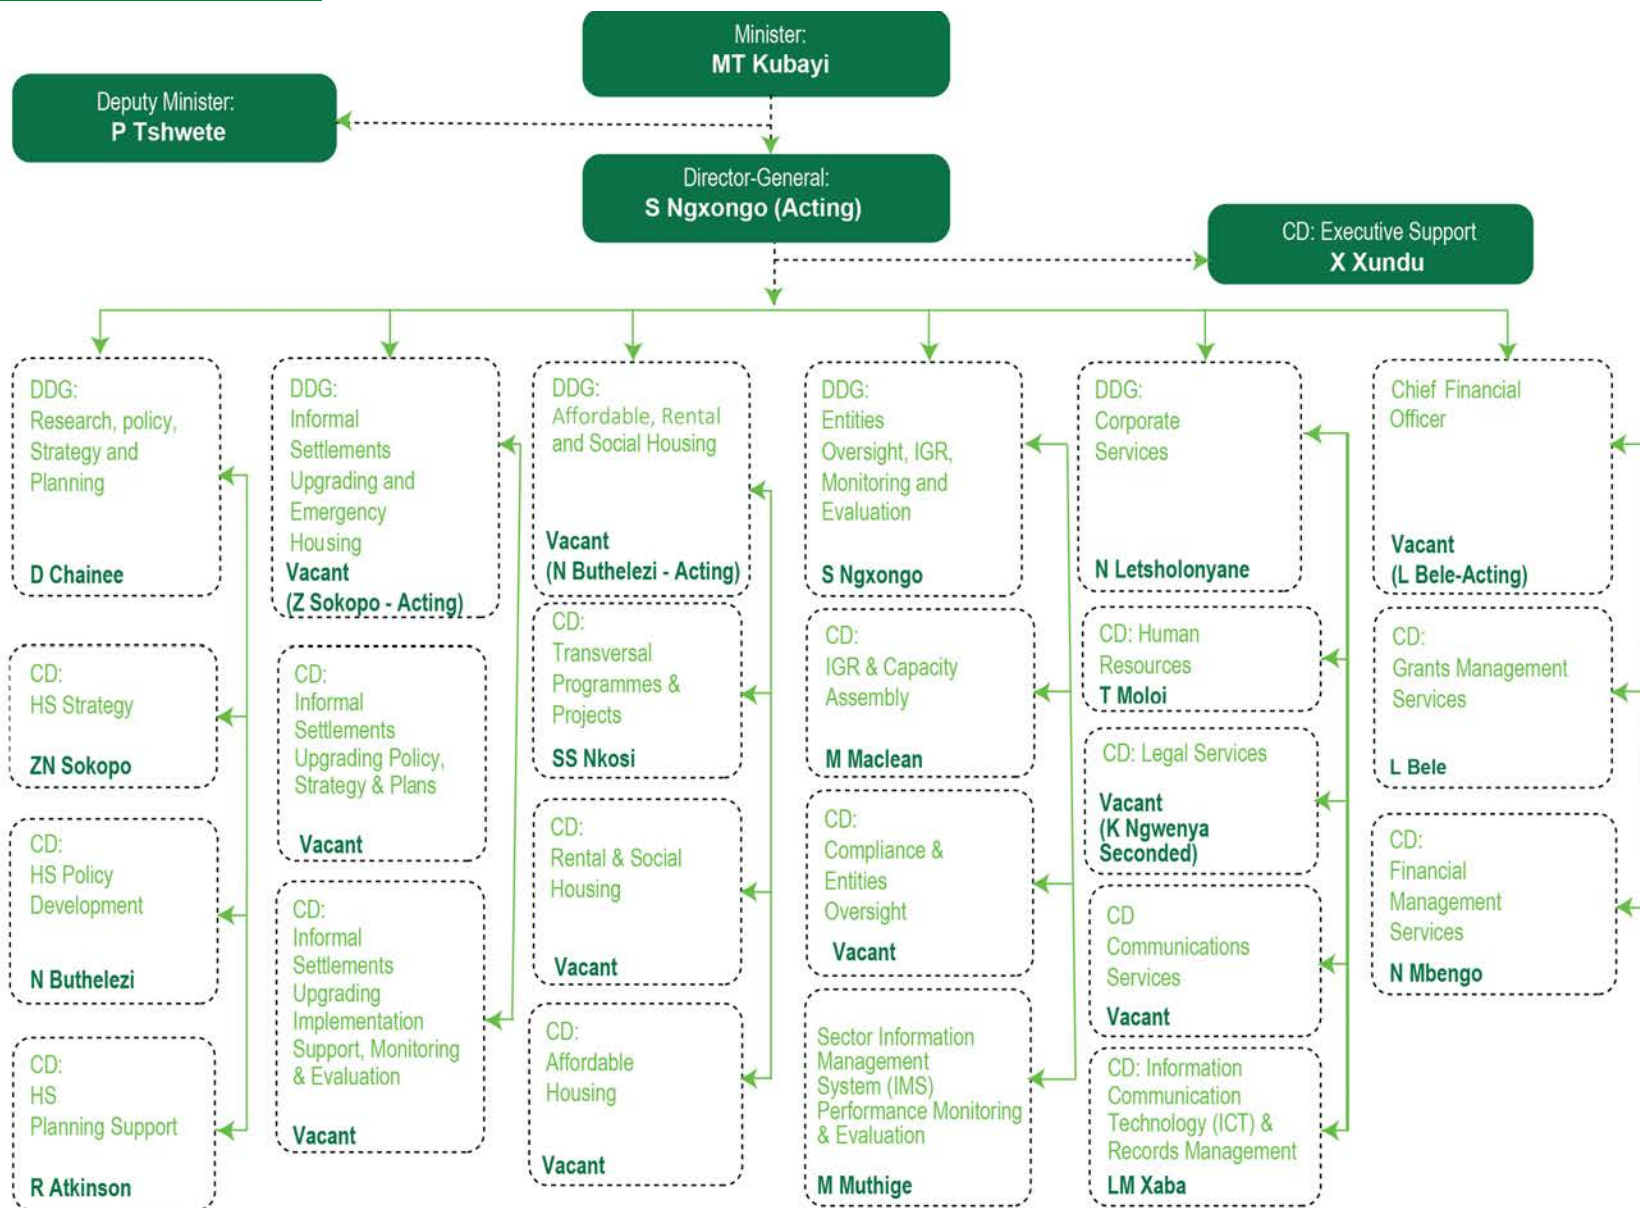 Minister:
MT Kubayi
Deputy Minister:
P Tshwete
Director-General:
S Ngxongo (Acting)
CD: Executive Support
X Xundu
DDG:
Research, policy,
Strategy and
Planning
D Chainee
CD:
HS Strategy
ZN Sokopo
CD:
HS Policy
Development
N Buthelezi
CD:
HS
Planning Support
R Atkinson
DDG:
Informal
Settlements
Upgrading and
Emergency
Housing
Vacant
(Z Sokopo - Acting)
CD:
Informal
Settlements
Upgrading Policy,
Strategy & Plans
Vacant
CD:
Informal
Settlements
Upgrading
Implementation
Support, Monitoring
& Evaluation
Vacant
DDG:
Affordable, Rental
and Social Housing
Vacant
(N Buthelezi - Acting)
CD:
Transversal
Programmes &
Projects
SS Nkosi
CD:
Rental & Social
Housing
Vacant
CD:
Affordable
Housing
Vacant
DDG:
Entities
Oversight, IGR,
Monitoring and
Evaluation
S Ngxongo
CD:
IGR & Capacity
Assembly
M Maclean
CD:
Compliance &
Entities
Oversight
Vacant
Sector Information
Management
System (IMS)
Performance Monitoring
& Evaluation
M Muthige
DDG:
Corporate
Services
N Letsholonyane
CD: Human
Resources
T Moloi
CD: Legal Services
Vacant
(K Ngwenya
Seconded)
CD
Communications
Services
Vacant
CD: Information
Communication
Technology (ICT) &
Records Management
LM Xaba
Chief Financial
Officer
Vacant
(L Bele-Acting)
CD:
Grants Management
Services
L Bele
CD:
Financial
Management
Services
N Mbengo